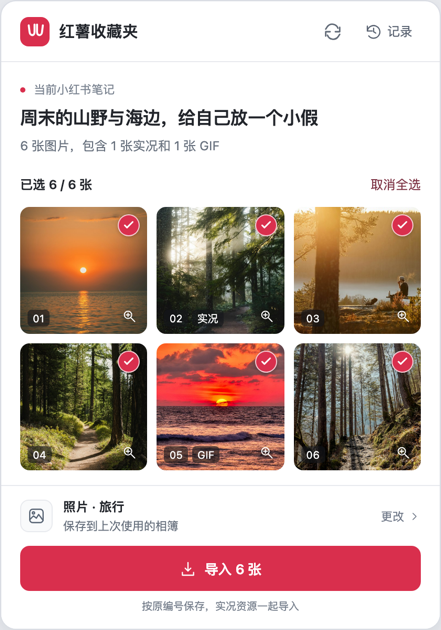 红薯收藏夹
记录
当前小红书笔记
周末的山野与海边，给自己放一个小假
6 张图片，包含 1 张实况和 1 张 GIF
已选 6 / 6 张
取消全选
01
02 实况
03
04
05 GIF
06
照片 · 旅行
保存到上次使用的相簿
更改
导入 6 张
按原编号保存，实况资源一起导入